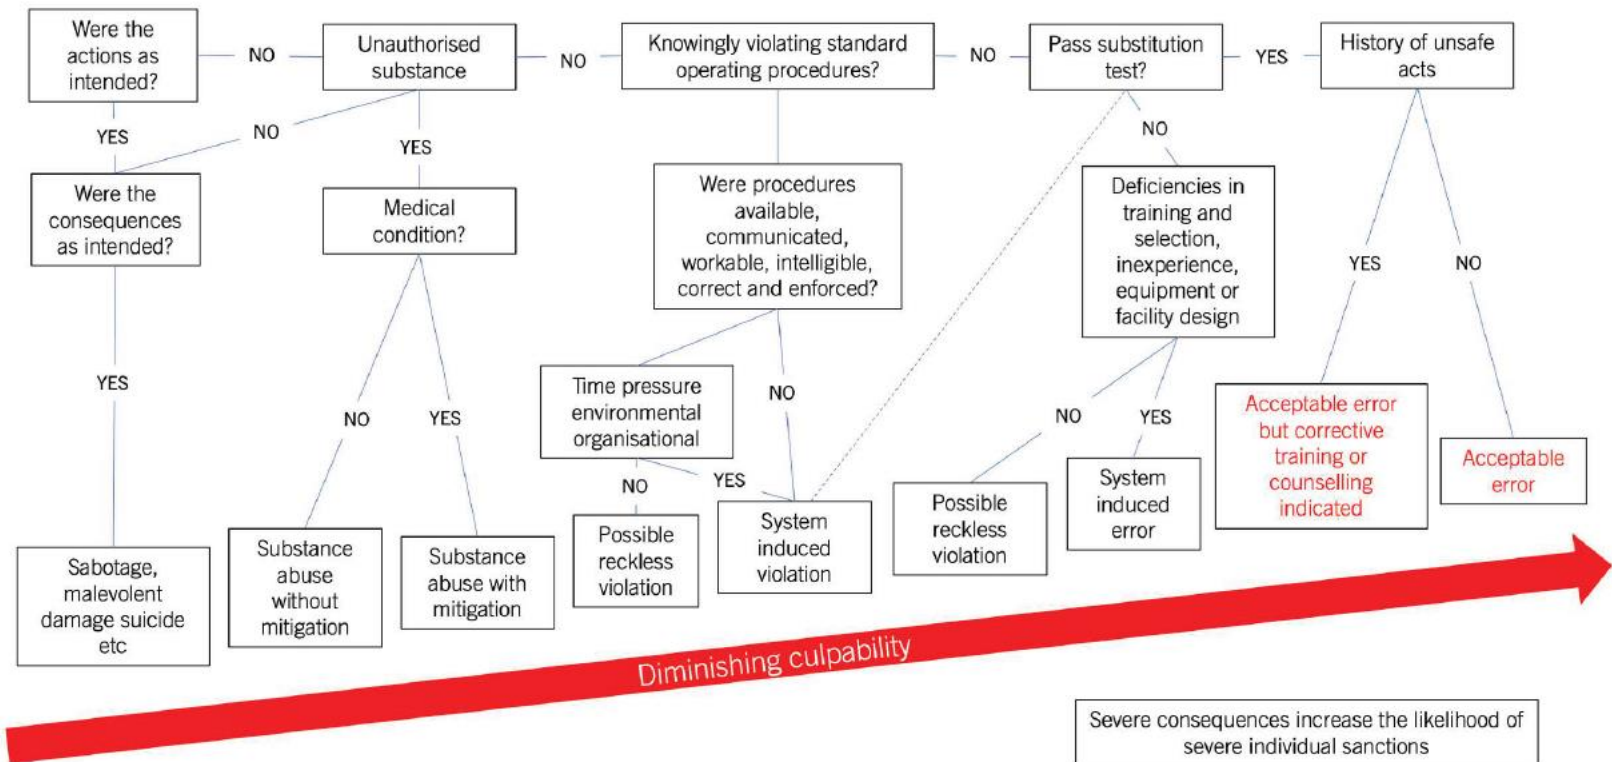 Were the
actions as
intended?
NO
Unauthorised
substance
NO
Knowingly violating standard
operating procedures?
NO
Pass substitution
test?
YES
History of unsafe
acts
YES
NO
YES
NO
Were the
consequences
as intended?
Medical
condition?
Were procedures
available,
communicated,
workable, intelligible,
correct and enforced?
Deficiencies in
training and
selection,
inexperience,
equipment or
facility design
YES
NO
YES
NO
YES
Time pressure
environmental
organisational
NO
NO
YES
Acceptable error
but corrective
training or
counselling
indicated
Acceptable
error
NO
YES
Sabotage,
malevolent
damage suicide
etc
Substance
abuse
without
mitigation
Substance
abuse with
mitigation
Possible
reckless
violation
System
induced
violation
Possible
reckless
violation
System
induced
error
Diminishing culpability
Severe consequences increase the likelihood of
severe individual sanctions